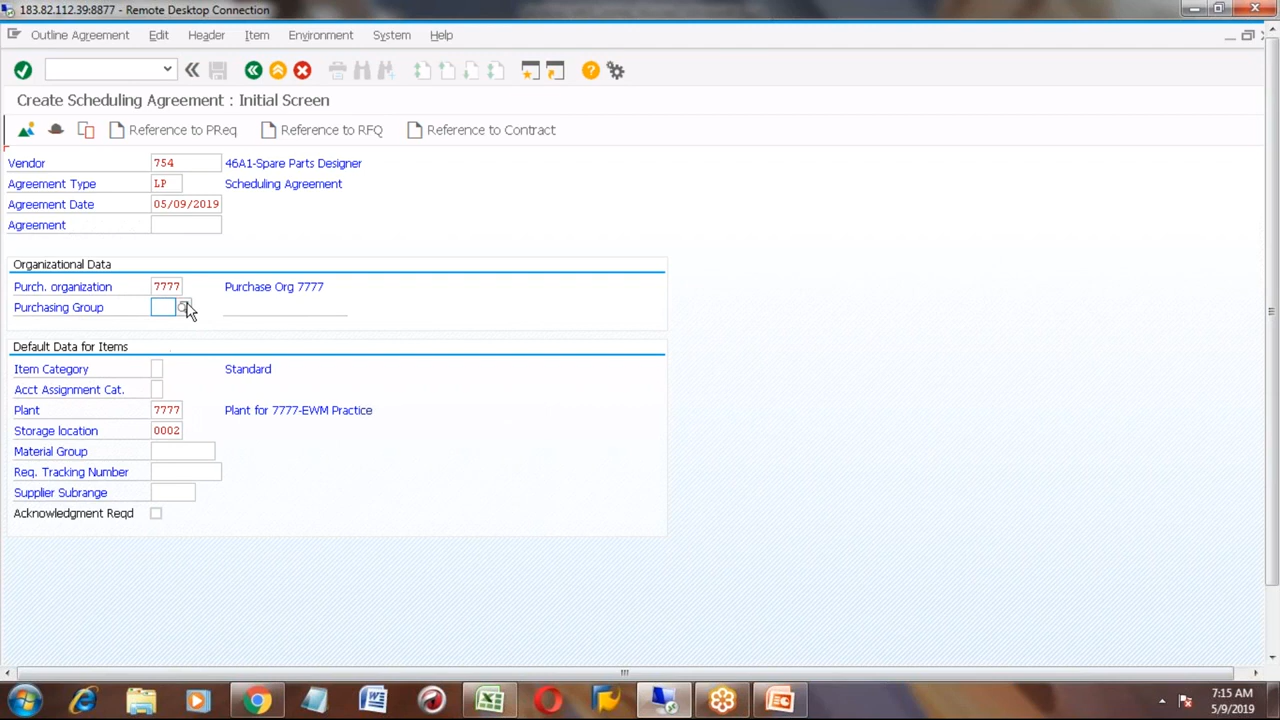 183.82.112.39:8877 - Remote Desktop Connection
Outline Agreement Edit Header Item Environment System Help
Create Scheduling Agreement : Initial Screen
Reference to PReq Reference to RFQ Reference to Contract
Vendor 754 46A1-Spare Parts Designer
Agreement Type LP Scheduling Agreement
Agreement Date 05/09/2019
Agreement
Organizational Data
Purch. organization 7777 Purchase Org 7777
Purchasing Group
Default Data for Items
Item Category Standard
Acct Assignment Cat.
Plant 7777 Plant for 7777-EWM Practice
Storage location 0002
Material Group
Req. Tracking Number
Supplier Subrange
Acknowledgment Reqd
7:15 AM
5/9/2019